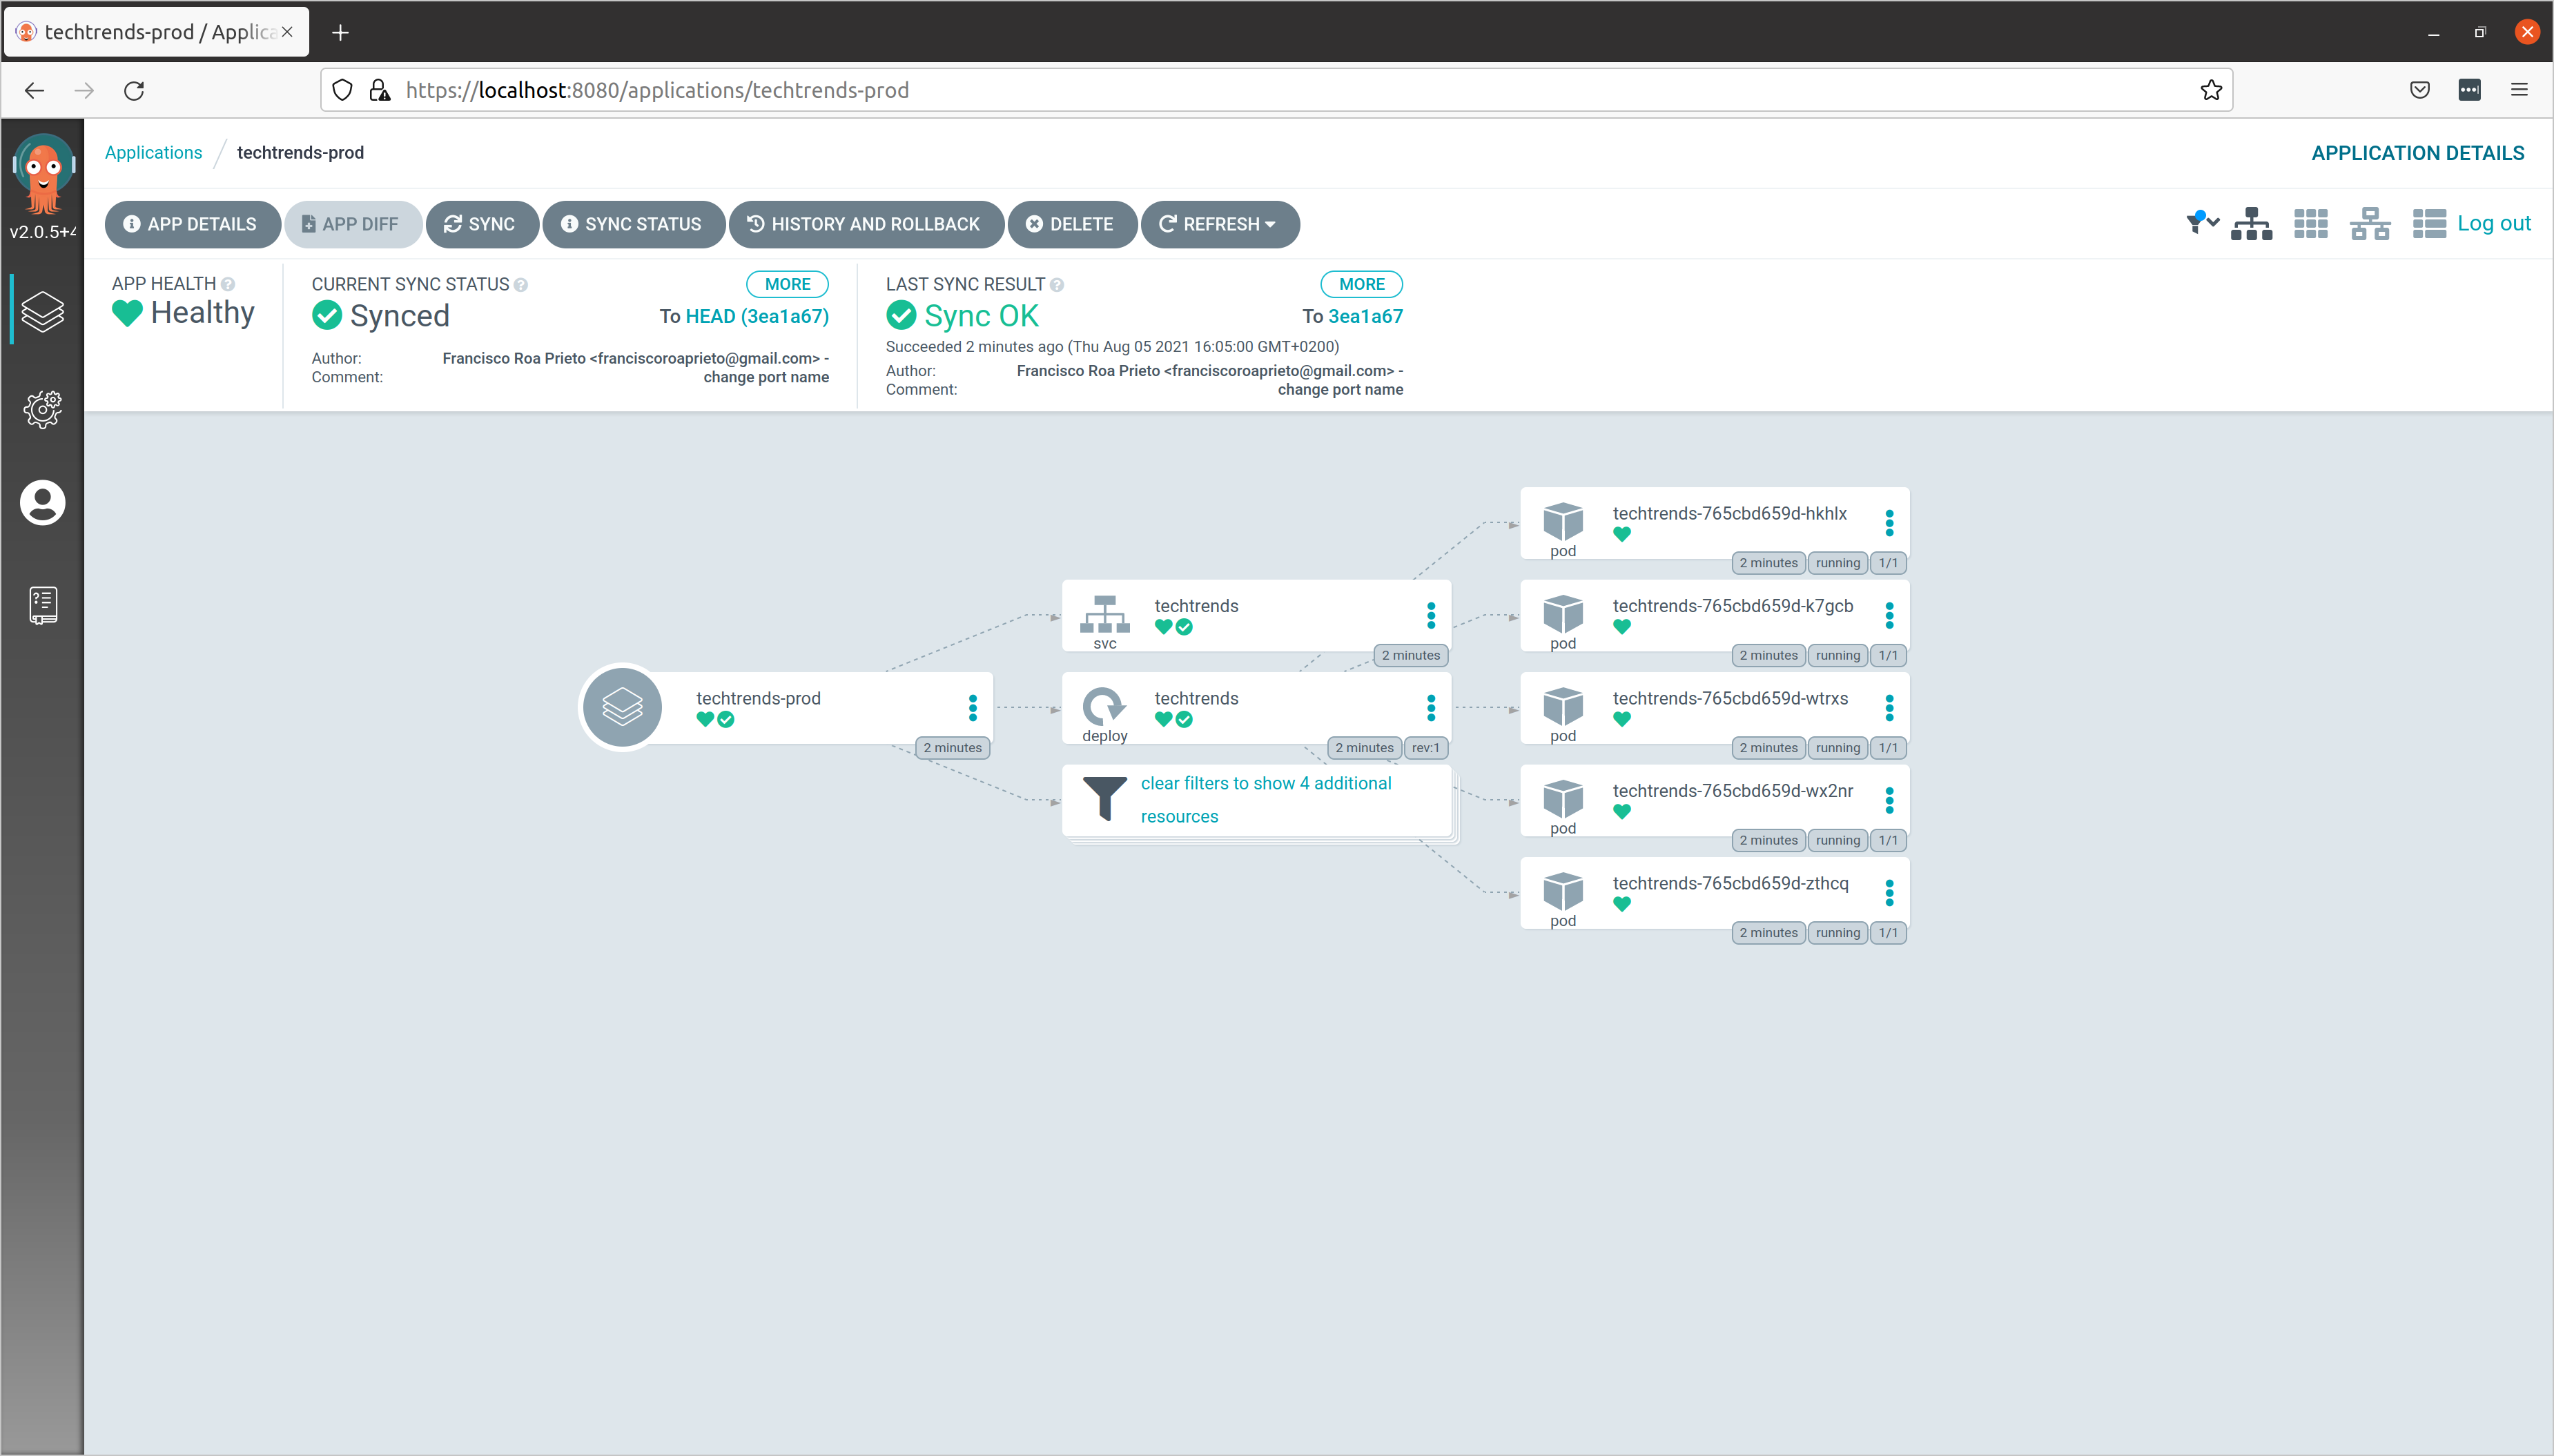 techtrends-prod / Applica
https://localhost:8080/applications/techtrends-prod
v2.0.5+4
Applications / techtrends-prod
APPLICATION DETAILS
APP DETAILS
APP DIFF
SYNC
SYNC STATUS
HISTORY AND ROLLBACK
DELETE
REFRESH
Log out
APP HEALTH
Healthy
CURRENT SYNC STATUS
MORE
Synced
To HEAD (3ea1a67)
Author: Francisco Roa Prieto <franciscoroaprieto@gmail.com> -
Comment: change port name
LAST SYNC RESULT
MORE
Sync OK
To 3ea1a67
Succeeded 2 minutes ago (Thu Aug 05 2021 16:05:00 GMT+0200)
Author: Francisco Roa Prieto <franciscoroaprieto@gmail.com> -
Comment: change port name
techtrends-prod
2 minutes
techtrends
svc
2 minutes
techtrends
deploy
2 minutes rev:1
clear filters to show 4 additional
resources
techtrends-765cbd659d-hkhlx
pod
2 minutes running 1/1
techtrends-765cbd659d-k7gcb
pod
2 minutes running 1/1
techtrends-765cbd659d-wtrxs
pod
2 minutes running 1/1
techtrends-765cbd659d-wx2nr
pod
2 minutes running 1/1
techtrends-765cbd659d-zthcq
pod
2 minutes running 1/1